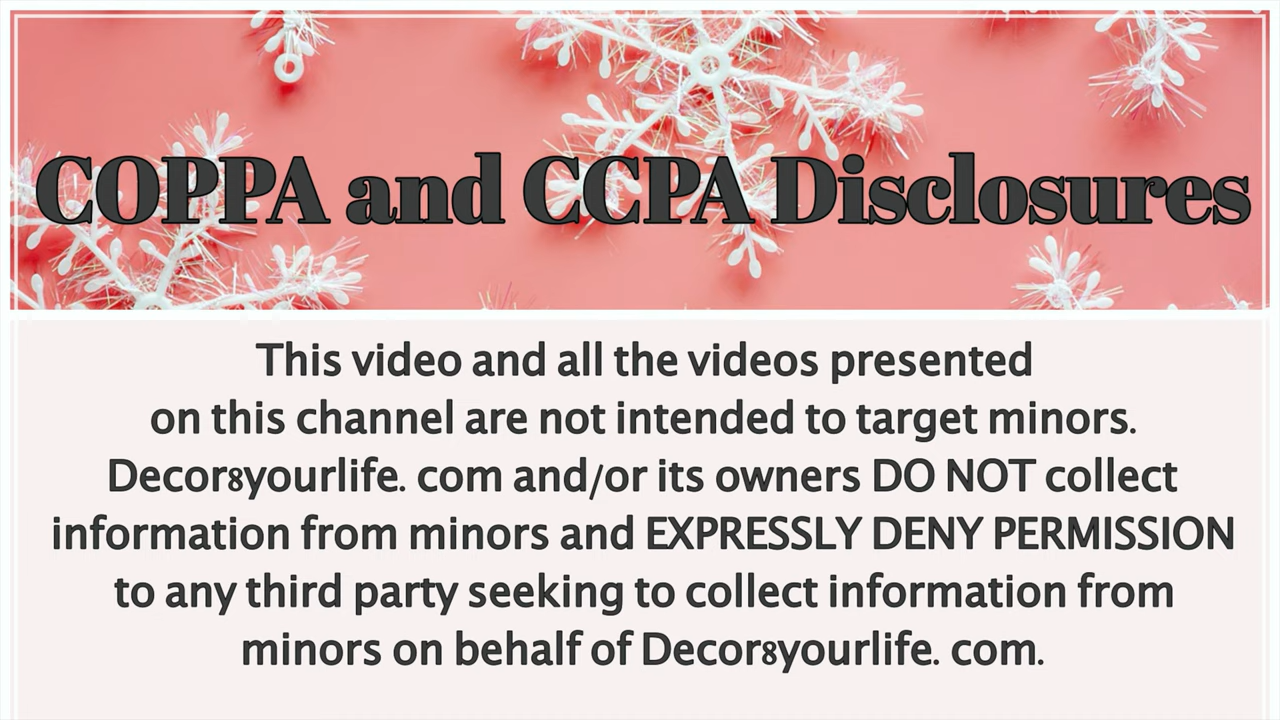 COPPA and CCPA Disclosures
This video and all the videos presented
on this channel are not intended to target minors.
Decor8yourlife. com and/or its owners DO NOT collect
information from minors and EXPRESSLY DENY PERMISSION
to any third party seeking to collect information from
minors on behalf of Decor8yourlife. com.